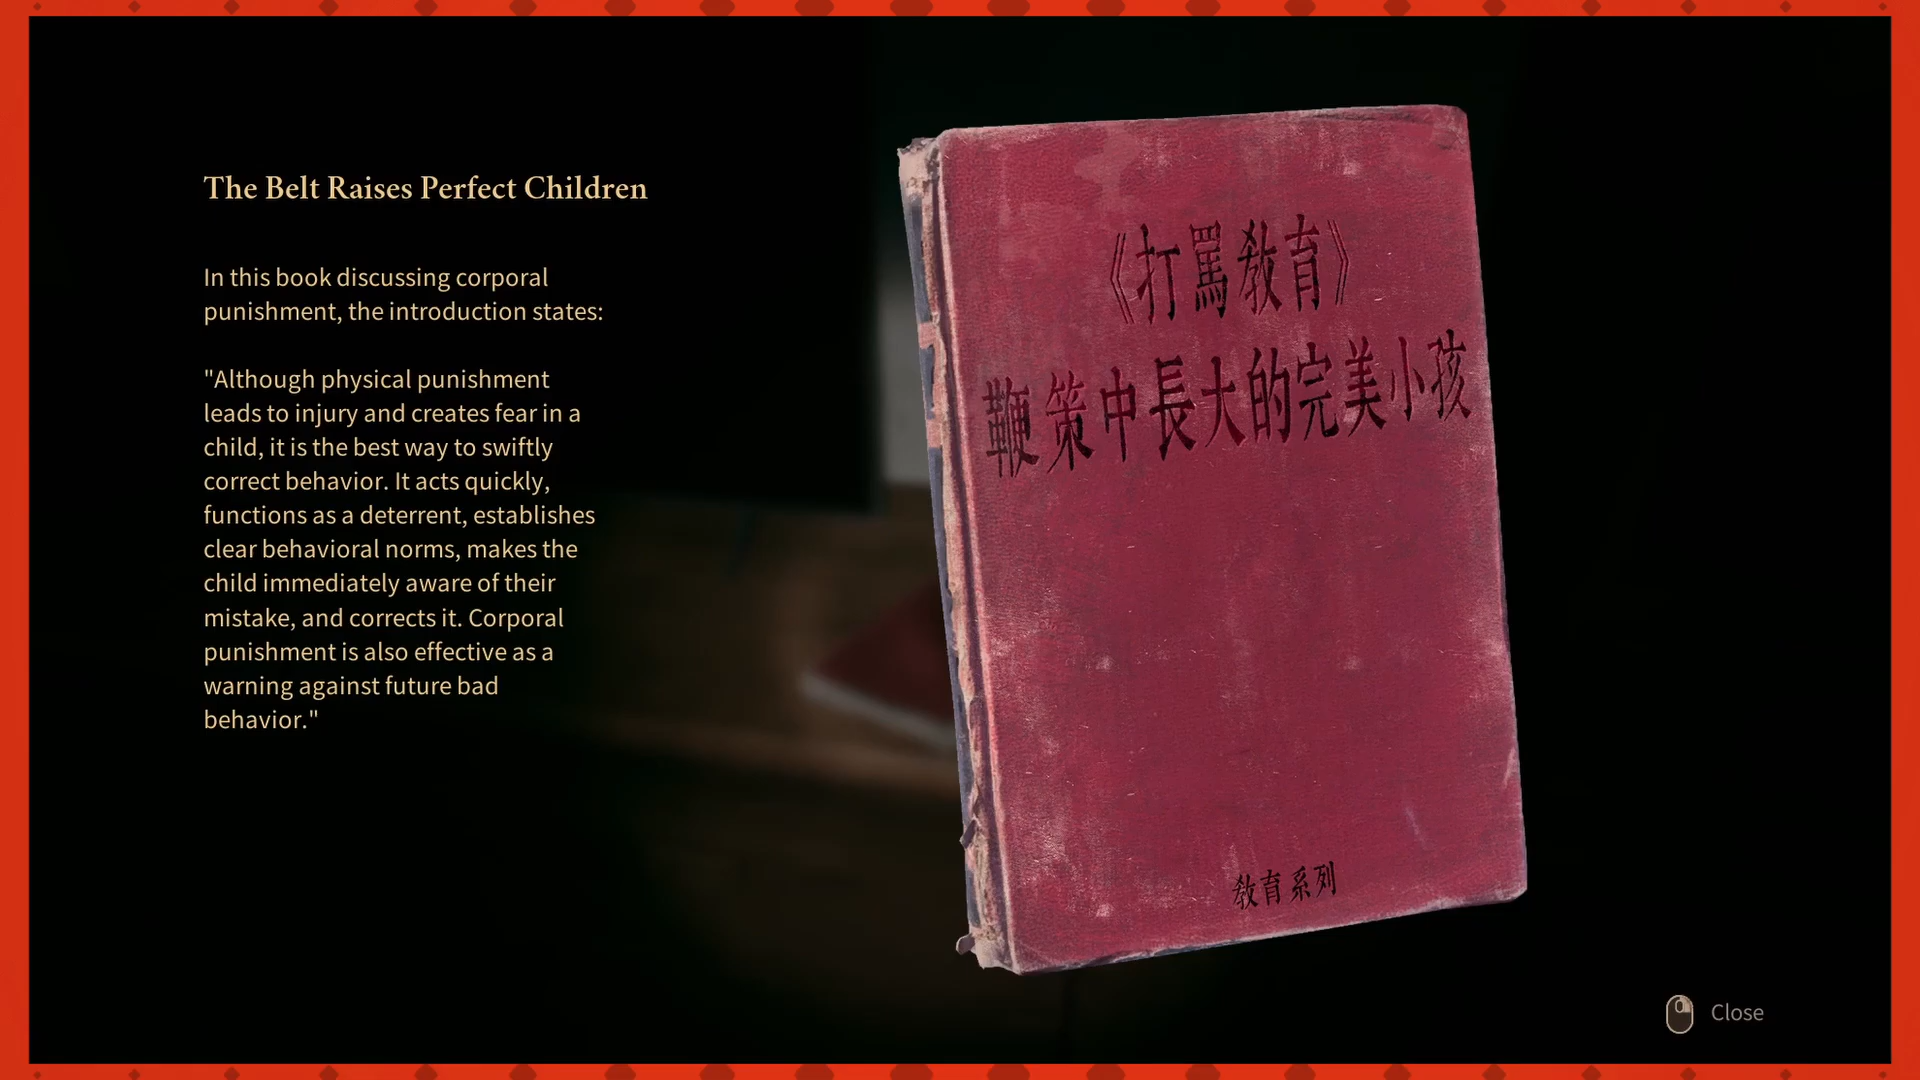 The Belt Raises Perfect Children
In this book discussing corporal
punishment, the introduction states:
"Although physical punishment
leads to injury and creates fear in a
child, it is the best way to swiftly
correct behavior. It acts quickly,
functions as a deterrent, establishes
clear behavioral norms, makes the
child immediately aware of their
mistake, and corrects it. Corporal
punishment is also effective as a
warning against future bad
behavior."
《打罵教育》
鞭策中長大的完美小孩
教育系列
Close